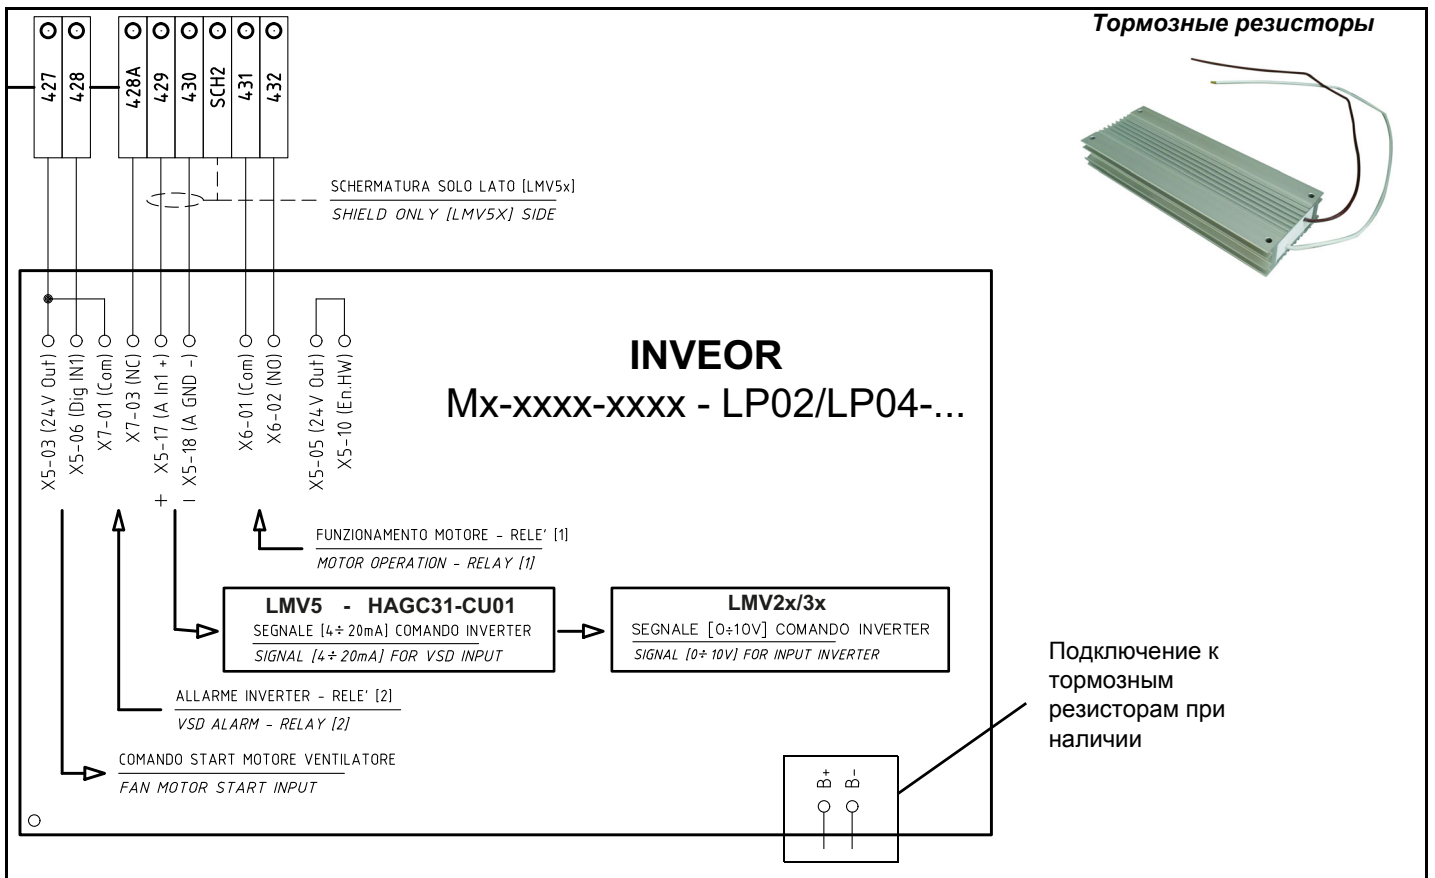 Тормозные резисторы
427
428
428A
429
430
SCH2
431
432
SCHERMATURA SOLO LATO [LMV5x]
SHIELD ONLY [LMV5X] SIDE
X5-03 (24V Out)
X5-06 (Dig IN1)
X7-01 (Com)
X7-03 (NC)
+ X5-17 (A In1 +)
– X5-18 (A GND -)
X6-01 (Com)
X6-02 (NO)
X5-05 (24V Out)
X5-10 (En.HW)
INVEOR
Mx-xxxx-xxxx - LP02/LP04-...
FUNZIONAMENTO MOTORE - RELE' [1]
MOTOR OPERATION - RELAY [1]
LMV5 - HAGC31-CU01
SEGNALE [4÷20mA] COMANDO INVERTER
SIGNAL [4÷20mA] FOR VSD INPUT
LMV2x/3x
SEGNALE [0÷10V] COMANDO INVERTER
SIGNAL [0÷10V] FOR INPUT INVERTER
ALLARME INVERTER - RELE' [2]
VSD ALARM - RELAY [2]
COMANDO START MOTORE VENTILATORE
FAN MOTOR START INPUT
B+
B-
Подключение к
тормозным
резисторам при
наличии